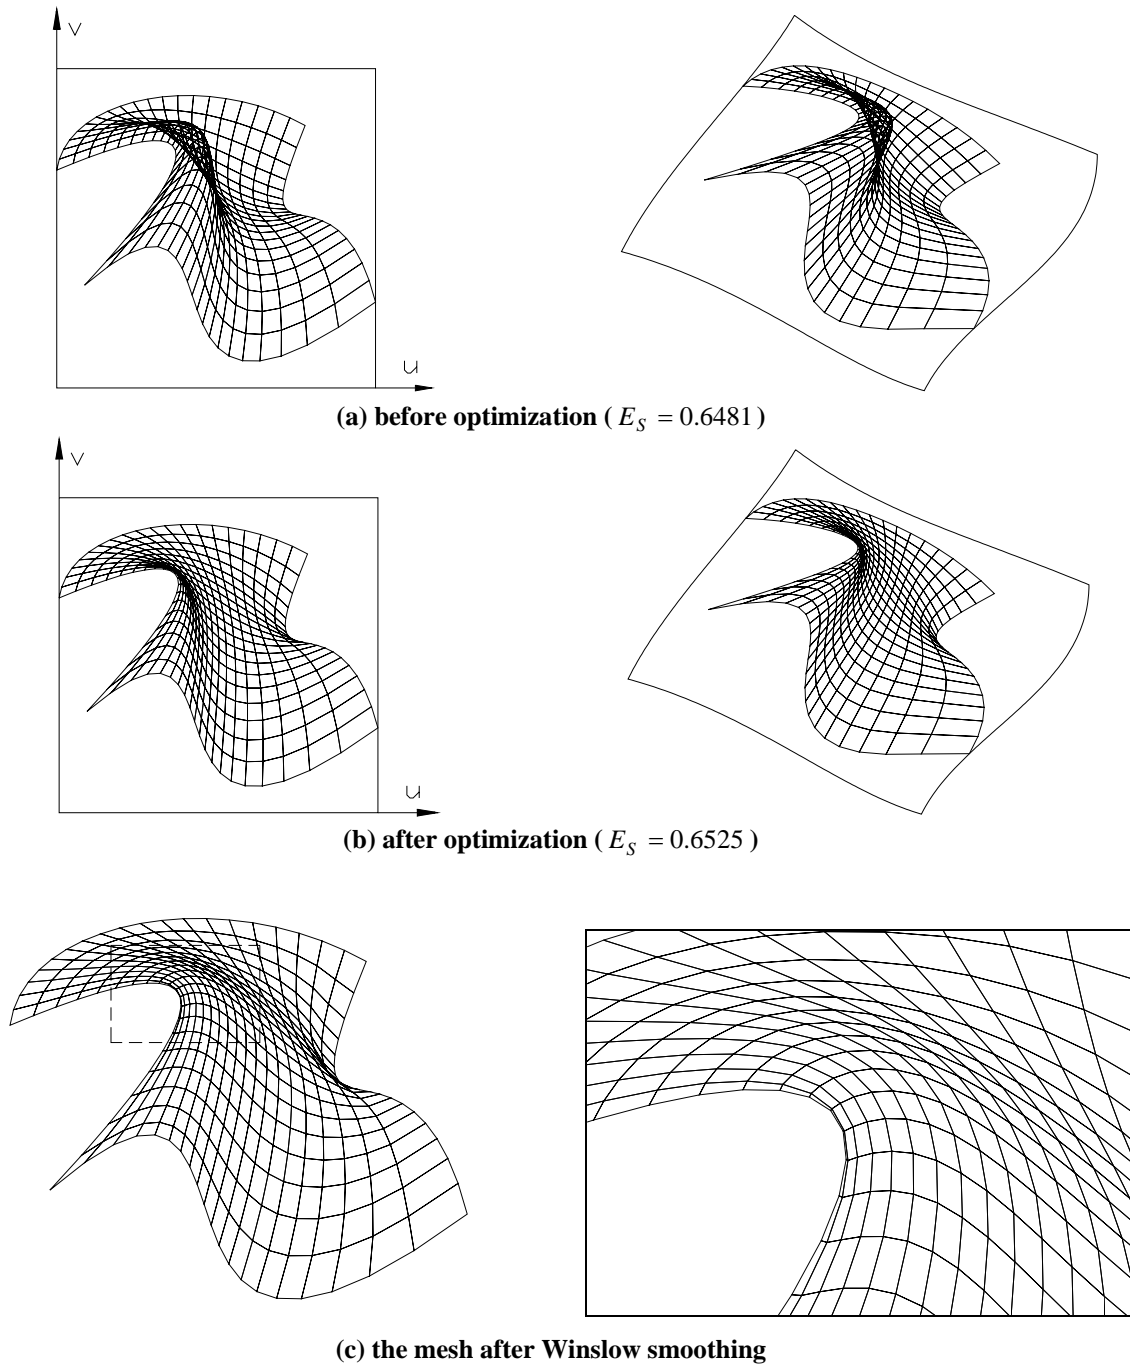 v
u
(a) before optimization ( E_S = 0.6481 )
v
u
(b) after optimization ( E_S = 0.6525 )
(c) the mesh after Winslow smoothing